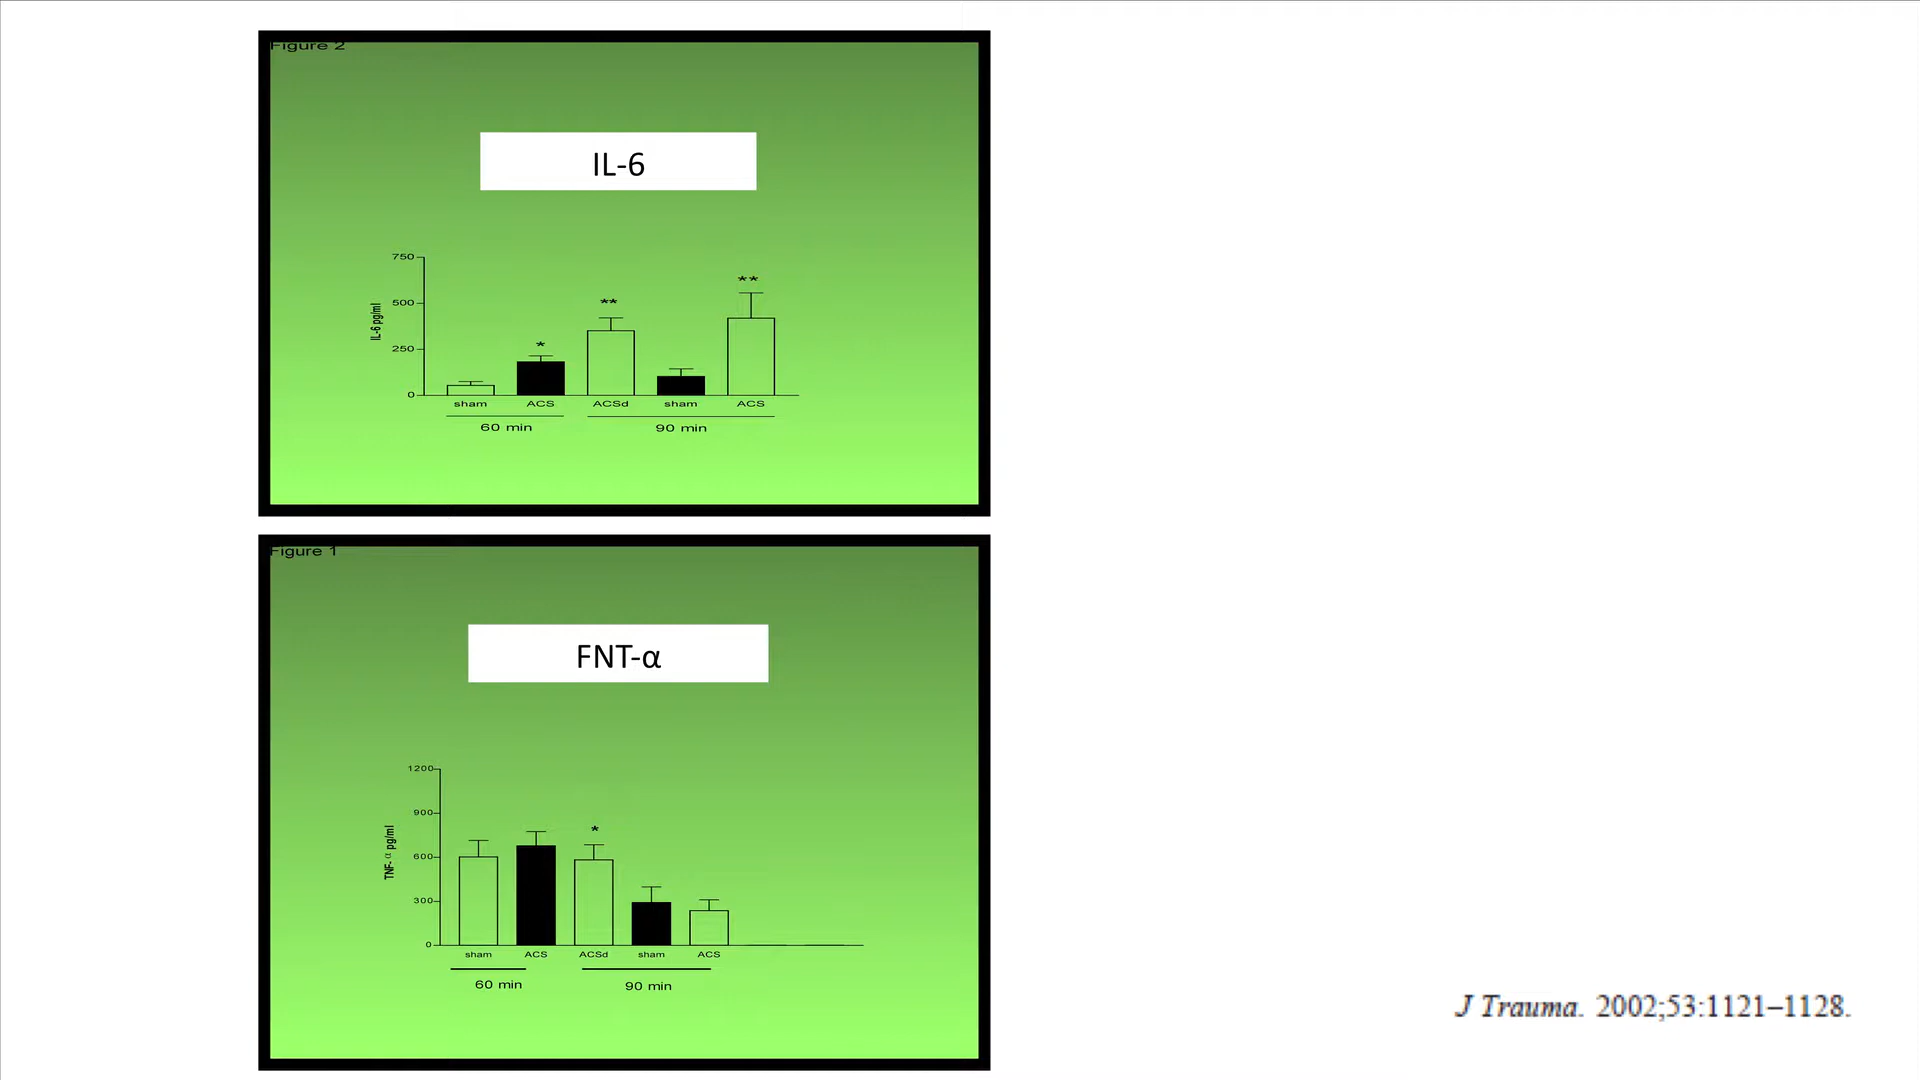 Figure 2
IL-6
IL-6 pg/ml
750
500
250
0
*
**
**
sham ACS ACSd sham ACS
60 min 90 min
Figure 1
FNT-α
TNF- α pg/ml
1200
900
600
300
0
*
sham ACS ACSd sham ACS
60 min 90 min
J Trauma. 2002;53:1121–1128.